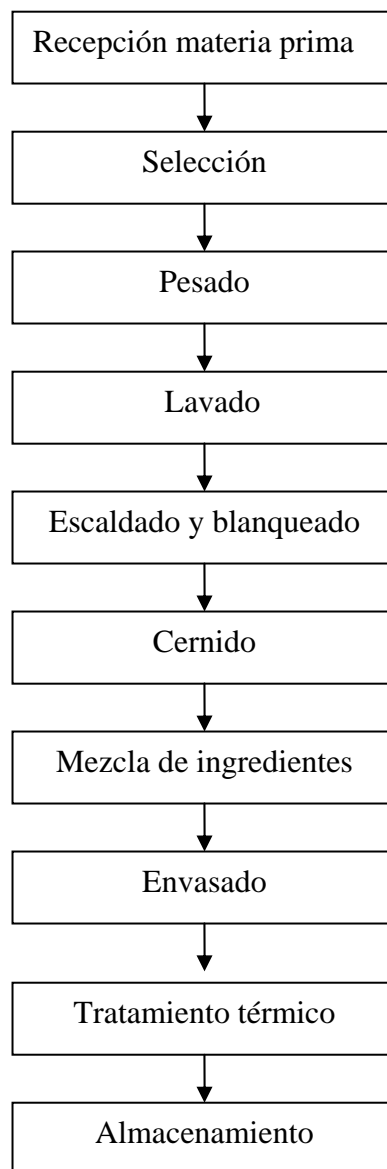 Recepción materia prima
Selección
Pesado
Lavado
Escaldado y blanqueado
Cernido
Mezcla de ingredientes
Envasado
Tratamiento térmico
Almacenamiento